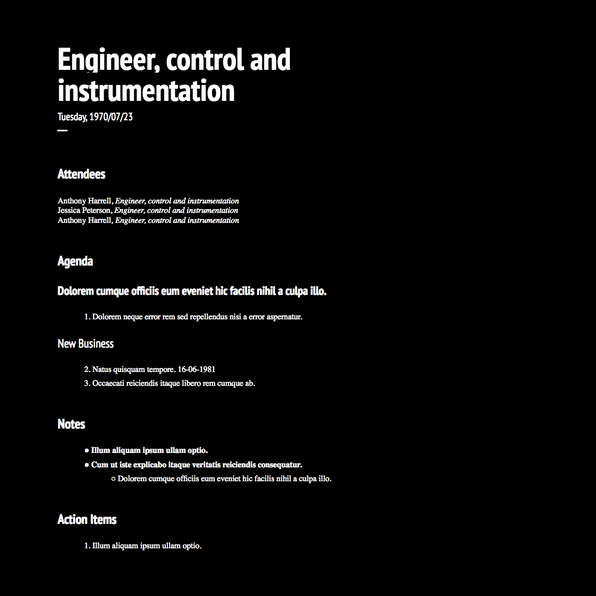 Engineer, control and
instrumentation
Tuesday, 1970/07/23
Attendees
Anthony Harrell, Engineer, control and instrumentation
Jessica Peterson, Engineer, control and instrumentation
Anthony Harrell, Engineer, control and instrumentation
Agenda
Dolorem cumque officiis eum eveniet hic facilis nihil a culpa illo.
1. Dolorem neque error rem sed repellendus nisi a error aspernatur.
New Business
2. Natus quisquam tempore. 16-06-1981
3. Occaecati reiciendis itaque libero rem cumque ab.
Notes
● Illum aliquam ipsum ullam optio.
● Cum ut iste explicabo itaque veritatis reiciendis consequatur.
○ Dolorem cumque officiis eum eveniet hic facilis nihil a culpa illo.
Action Items
1. Illum aliquam ipsum ullam optio.